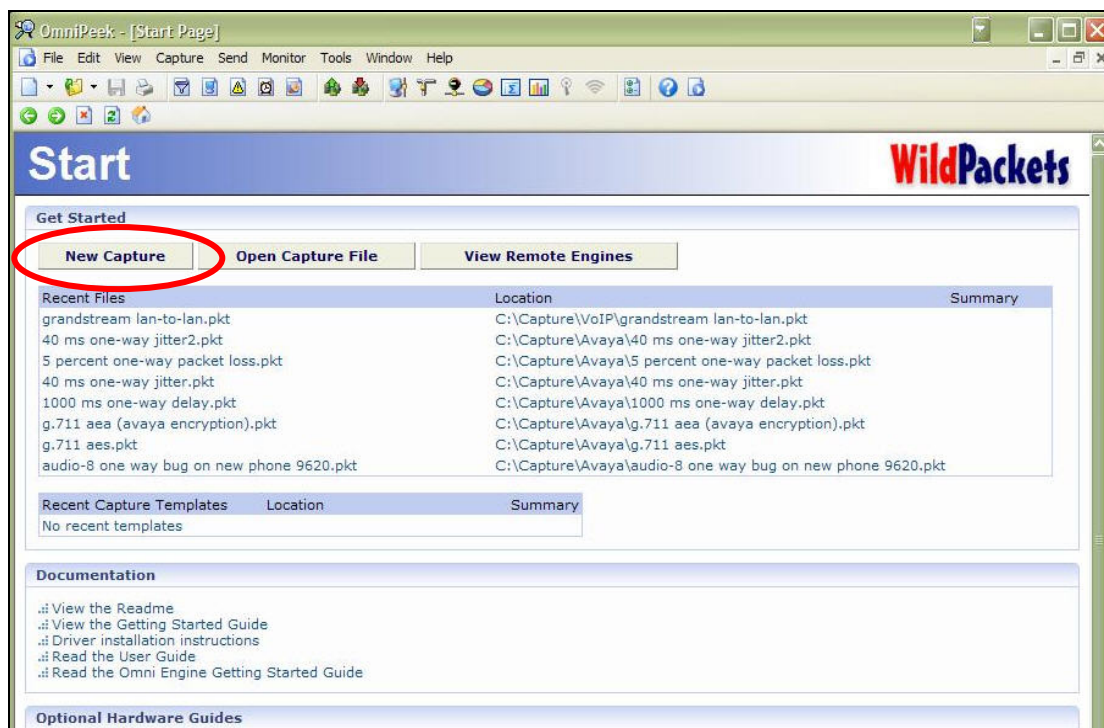 OmniPeek - [Start Page]
File Edit View Capture Send Monitor Tools Window Help
Start
WildPackets
Get Started
New Capture Open Capture File View Remote Engines
Recent Files Location Summary
grandstream lan-to-lan.pkt C:\Capture\VoIP\grandstream lan-to-lan.pkt
40 ms one-way jitter2.pkt C:\Capture\Avaya\40 ms one-way jitter2.pkt
5 percent one-way packet loss.pkt C:\Capture\Avaya\5 percent one-way packet loss.pkt
40 ms one-way jitter.pkt C:\Capture\Avaya\40 ms one-way jitter.pkt
1000 ms one-way delay.pkt C:\Capture\Avaya\1000 ms one-way delay.pkt
g.711 aea (avaya encryption).pkt C:\Capture\Avaya\g.711 aea (avaya encryption).pkt
g.711 aes.pkt C:\Capture\Avaya\g.711 aes.pkt
audio-8 one way bug on new phone 9620.pkt C:\Capture\Avaya\audio-8 one way bug on new phone 9620.pkt
Recent Capture Templates Location Summary
No recent templates
Documentation
View the Readme
View the Getting Started Guide
Driver installation instructions
Read the User Guide
Read the Omni Engine Getting Started Guide
Optional Hardware Guides